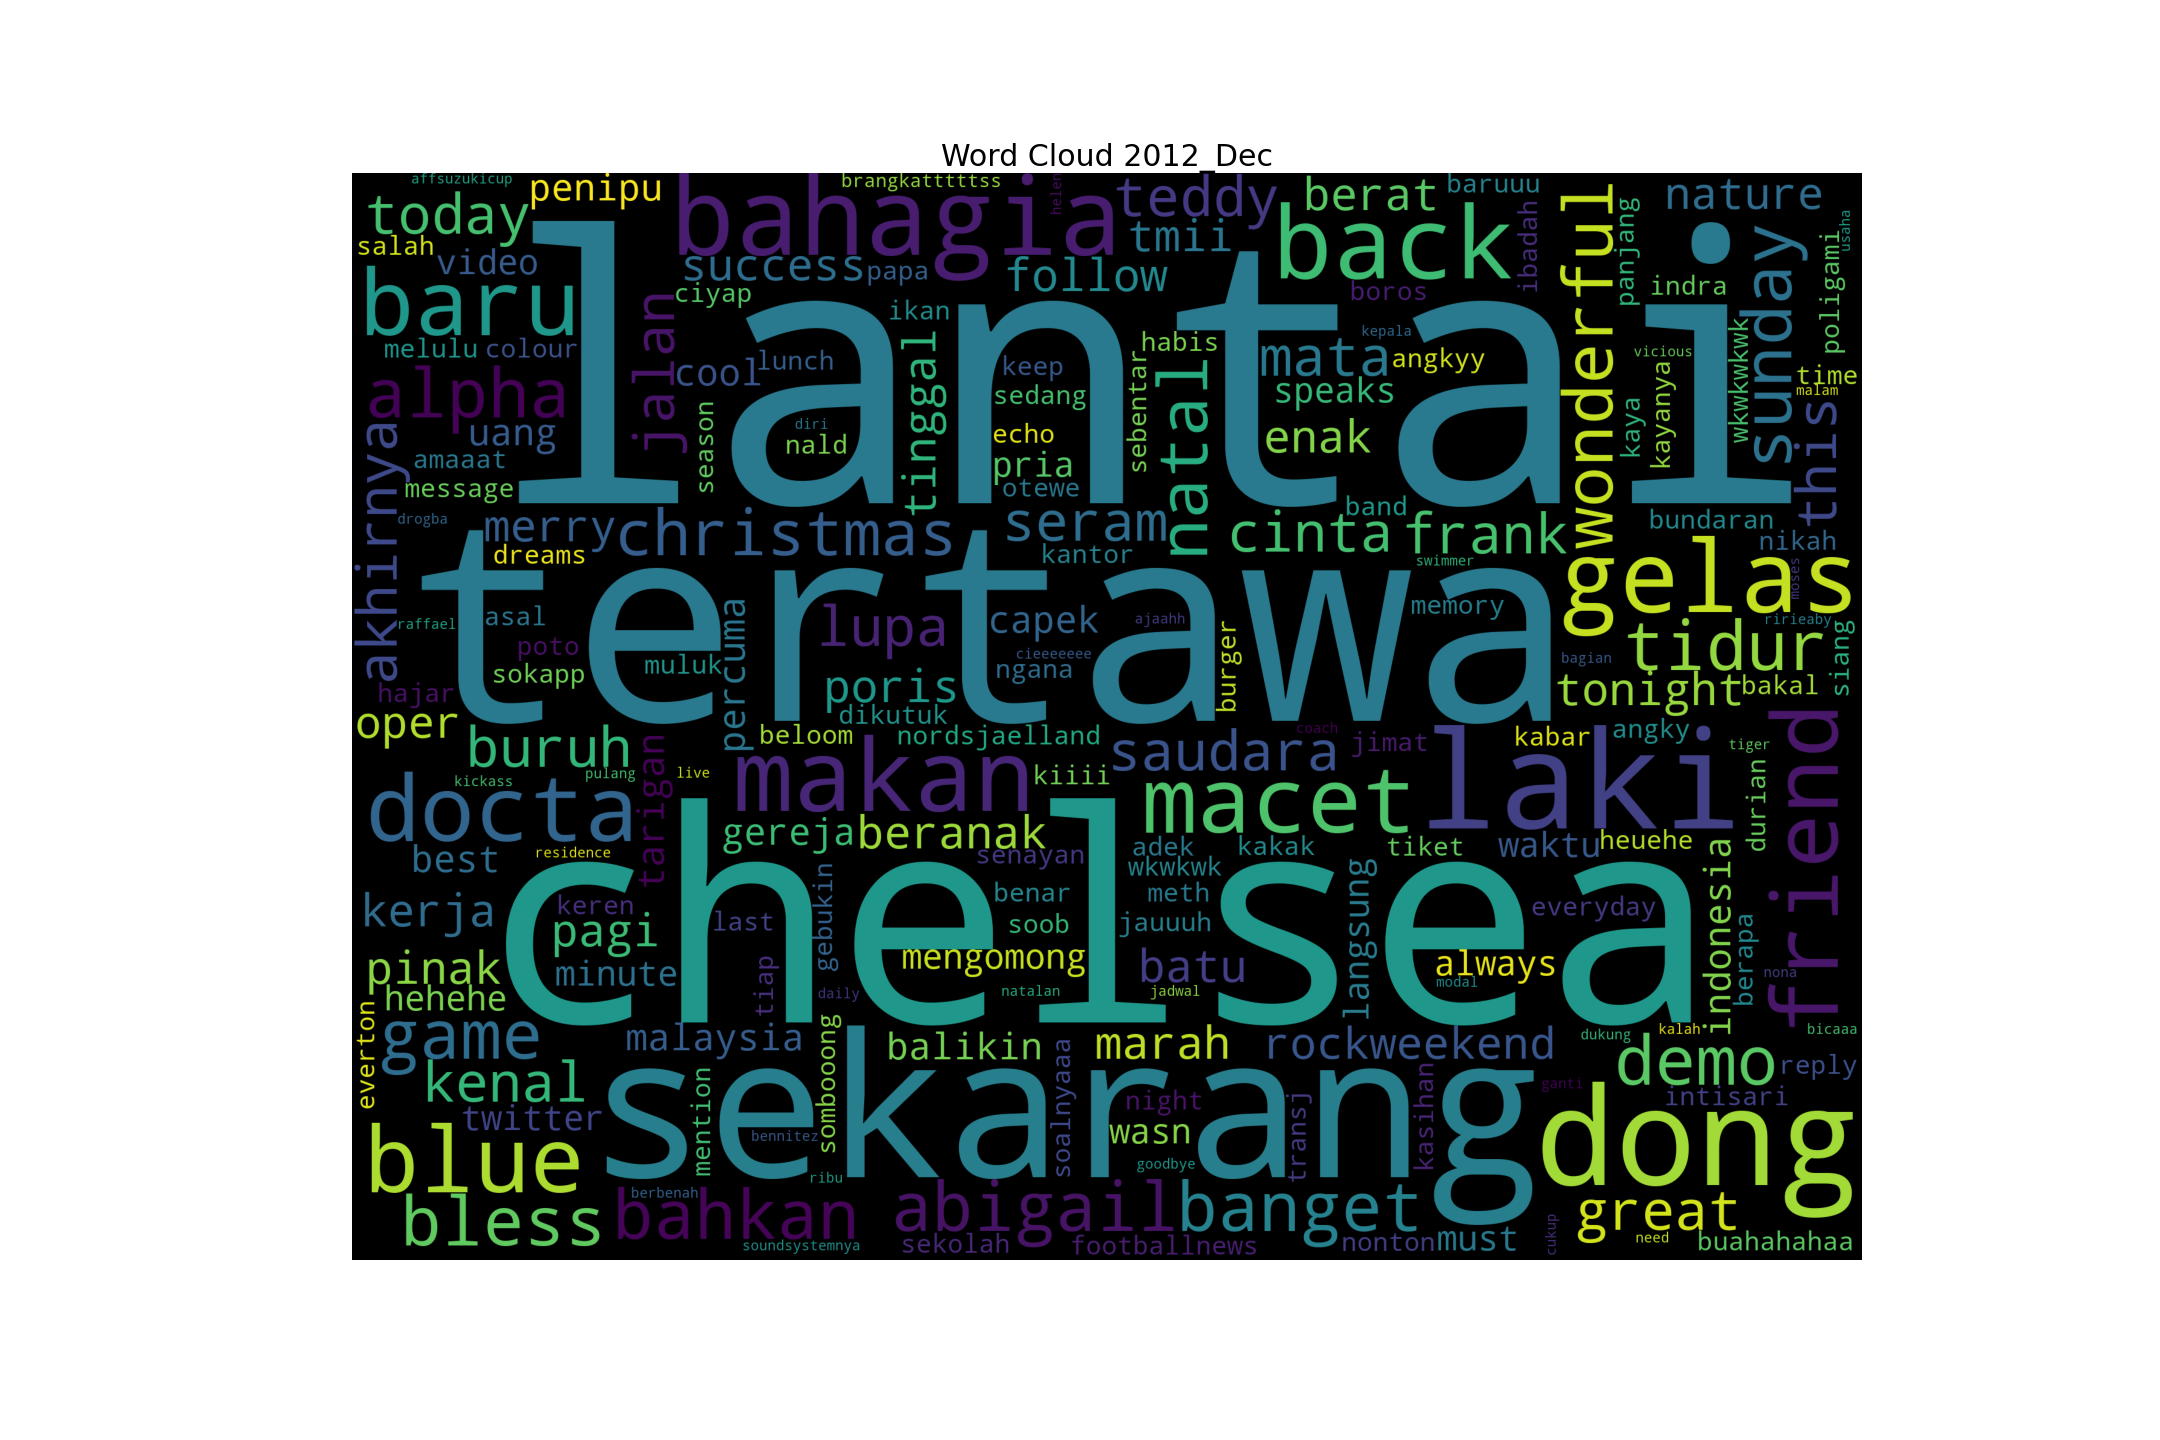 Word Cloud 2012_Dec
affsuzukicup
penipu
bahagia
brangkatttttss
helen
teddy
berat
baruuu
ibadah
nature
usaha
today
salah
video
baru
success
papa
tmii
follow
back
gwonderful
panjang
sunday
indra
poligami
lantai
ciyap
ikan
boros
melulu
colour
jalan
cool
lunch
keep
habis
kepala
mata
angkyy
vicious
wkwkwkwk
time
malam
alpha
uang
season
diri
nald
tinggal
sedang
echo
sebentar
natal
speaks
enak
kaya
kayanya
this
akhirnya
amaaat
message
pria
otewe
band
drogba
merry
christmas
seram
cinta
frank
bundaran
nikah
dreams
kantor
swimmer
gelas
moses
tertawa
raffael
asal
percuma
lupa
capek
ajaahh
burger
memory
ririeaby
siang
poto
sokapp
muluk
cieeeeeee
ngana
bagian
tidur
hajar
poris
dikutuk
tonight
bakal
oper
buruh
beloom
nordsjaelland
coach
saudara
jimat
kabar
angky
tiger
friend
kickass
pulang
live
tarigan
makan
kiiii
macet
laki
durian
docta
chelsea
gereja
beranak
best
residence
senayan
adek
kakak
tiket
waktu
heuehe
indonesia
wkwkwk
benar
meth
kerja
keren
last
gebukin
soob
jauuuh
langsung
everyday
berapa
pagi
minute
tiap
mengomong
batu
always
nona
modal
pinak
hehehe
daily
natalan
jadwal
everton
game
malaysia
sombooong
balikin
marah
rockweekend
dukung
kalah
bicaaa
demo
reply
kenal
sekarang
soalnyaaa
night
transj
kasihan
ganti
intisari
twitter
mention
bennitez
wasn
dong
blue
goodbye
ribu
berbenah
bless
bahkan
abigail
banget
great
soundsystemnya
sekolah
footballnews
nonton
must
cukup
need
buahahahaa